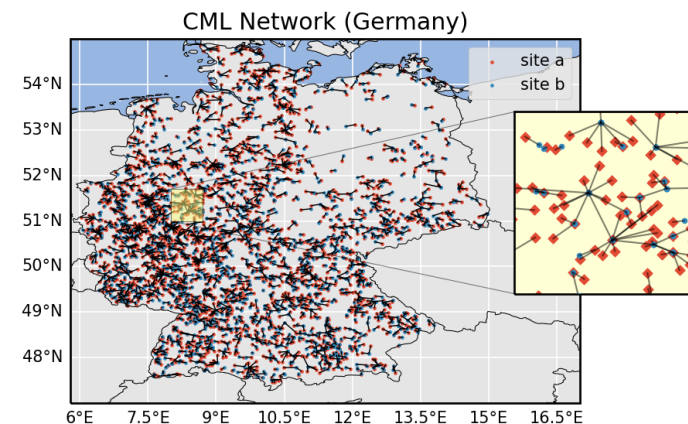 CML Network (Germany)
site a
site b
54°N
53°N
52°N
51°N
50°N
49°N
48°N
6°E 7.5°E 9°E 10.5°E 12°E 13.5°E 15°E 16.5°E